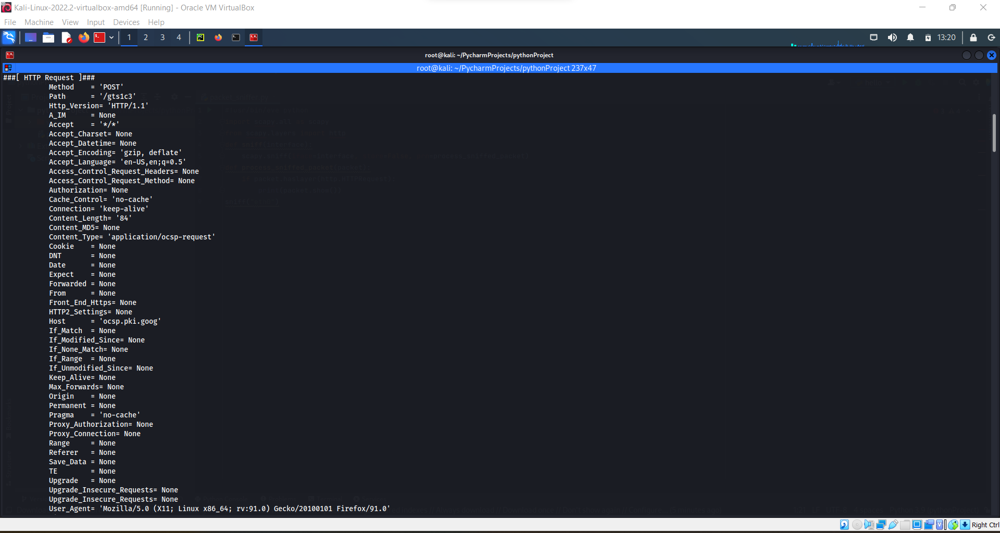 Kali-Linux-2022.2-virtualbox-amd64 [Running] - Oracle VM VirtualBox
File Machine View Input Devices Help
1 2 3 4 13:20
root@kali: ~/PycharmProjects/pythonProject
root@kali: ~/PycharmProjects/pythonProject 237x47
###[ HTTP Request ]###
Method    = 'POST'
Path      = '/gts1c3'
Http_Version= 'HTTP/1.1'
A_IM      = None
Accept    = '*/*'
Accept_Charset= None
Accept_Datetime= None
Accept_Encoding= 'gzip, deflate'
Accept_Language= 'en-US,en;q=0.5'
Access_Control_Request_Headers= None
Access_Control_Request_Method= None
Authorization= None
Cache_Control= 'no-cache'
Connection= 'keep-alive'
Content_Length= '84'
Content_MD5= None
Content_Type= 'application/ocsp-request'
Cookie    = None
DNT       = None
Date      = None
Expect    = None
Forwarded = None
From      = None
Front_End_Https= None
HTTP2_Settings= None
Host      = 'ocsp.pki.goog'
If_Match  = None
If_Modified_Since= None
If_None_Match= None
If_Range  = None
If_Unmodified_Since= None
Keep_Alive= None
Max_Forwards= None
Origin    = None
Permanent = None
Pragma    = 'no-cache'
Proxy_Authorization= None
Proxy_Connection= None
Range     = None
Referer   = None
Save_Data = None
TE        = None
Upgrade   = None
Upgrade_Insecure_Requests= None
Upgrade_Insecure_Requests= None
User_Agent= 'Mozilla/5.0 (X11; Linux x86_64; rv:91.0) Gecko/20100101 Firefox/91.0'
Right Ctrl